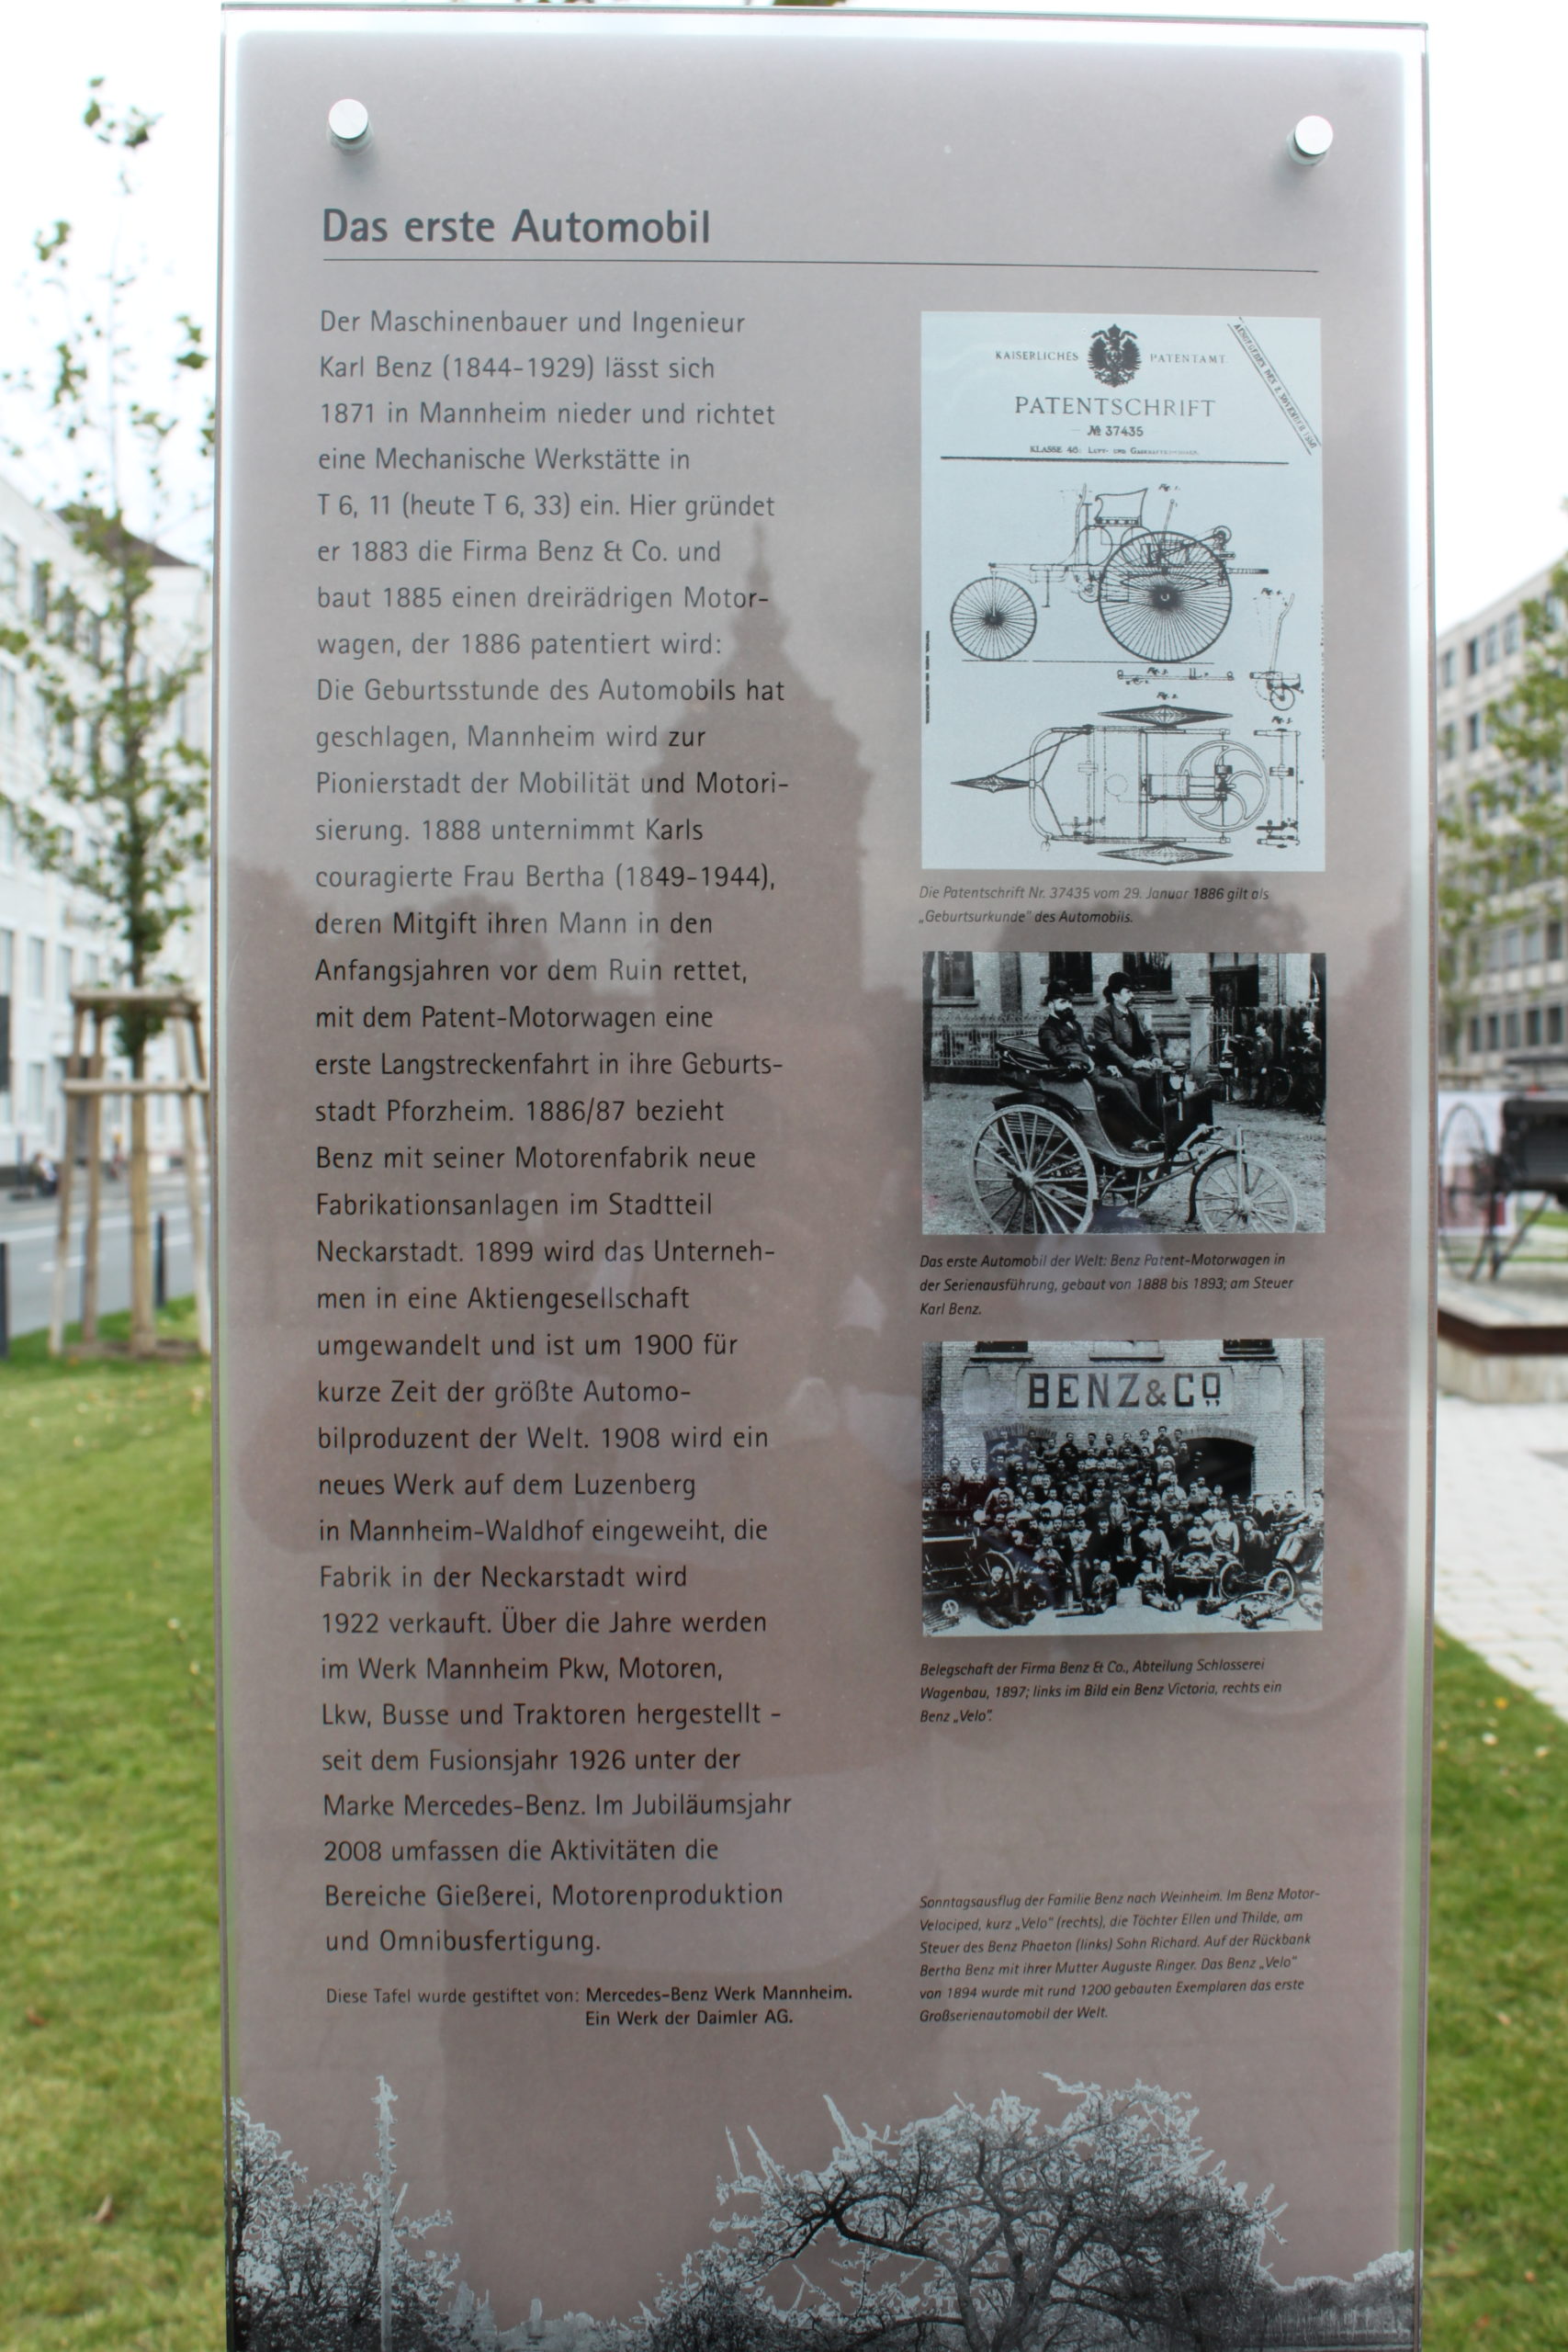 Das erste Automobil
Der Maschinenbauer und Ingenieur
Karl Benz (1844-1929) lässt sich
1871 in Mannheim nieder und richtet
eine Mechanische Werkstätte in
T 6, 11 (heute T 6, 33) ein. Hier gründet
er 1883 die Firma Benz & Co. und
baut 1885 einen dreirädrigen Motor-
wagen, der 1886 patentiert wird:
Die Geburtsstunde des Automobils hat
geschlagen, Mannheim wird zur
Pionierstadt der Mobilität und Motori-
sierung. 1888 unternimmt Karls
couragierte Frau Bertha (1849-1944),
deren Mitgift ihren Mann in den
Anfangsjahren vor dem Ruin rettet,
mit dem Patent-Motorwagen eine
erste Langstreckenfahrt in ihre Geburts-
stadt Pforzheim. 1886/87 bezieht
Benz mit seiner Motorenfabrik neue
Fabrikationsanlagen im Stadtteil
Neckarstadt. 1899 wird das Unterneh-
men in eine Aktiengesellschaft
umgewandelt und ist um 1900 für
kurze Zeit der größte Automo-
bilproduzent der Welt. 1908 wird ein
neues Werk auf dem Luzenberg
in Mannheim-Waldhof eingeweiht, die
Fabrik in der Neckarstadt wird
1922 verkauft. Über die Jahre werden
im Werk Mannheim Pkw, Motoren,
Lkw, Busse und Traktoren hergestellt -
seit dem Fusionsjahr 1926 unter der
Marke Mercedes-Benz. Im Jubiläumsjahr
2008 umfassen die Aktivitäten die
Bereiche Gießerei, Motorenproduktion
und Omnibusfertigung.
Diese Tafel wurde gestiftet von: Mercedes-Benz Werk Mannheim.
Ein Werk der Daimler AG.
KAISERLICHES PATENTAMT.
PATENTSCHRIFT
№ 37435
KLASSE 46: LUFT- UND GASKRAFTMASCHINEN.
Die Patentschrift Nr. 37435 vom 29. Januar 1886 gilt als
„Geburtsurkunde" des Automobils.
Das erste Automobil der Welt: Benz Patent-Motorwagen in
der Serienausführung, gebaut von 1888 bis 1893; am Steuer
Karl Benz.
BENZ & CO
Belegschaft der Firma Benz & Co., Abteilung Schlosserei
Wagenbau, 1897; links im Bild ein Benz Victoria, rechts ein
Benz „Velo".
Sonntagsausflug der Familie Benz nach Weinheim. Im Benz Motor-
Velociped, kurz „Velo" (rechts), die Töchter Ellen und Thilde, am
Steuer des Benz Phaeton (links) Sohn Richard. Auf der Rückbank
Bertha Benz mit ihrer Mutter Auguste Ringer. Das Benz „Velo"
von 1894 wurde mit rund 1200 gebauten Exemplaren das erste
Großserienautomobil der Welt.